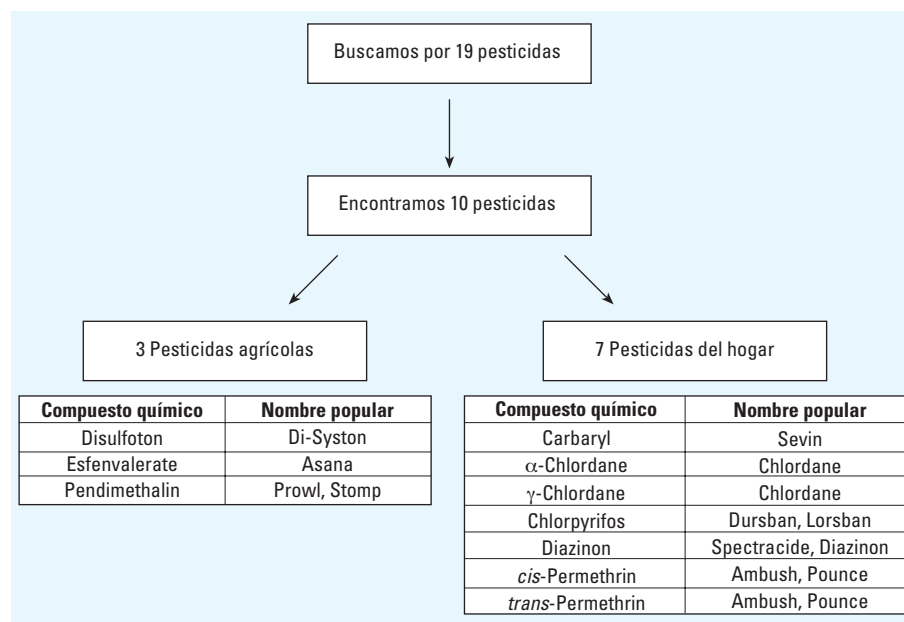 Buscamos por 19 pesticidas
Encontramos 10 pesticidas
3 Pesticidas agrícolas
Compuesto químico Nombre popular
Disulfoton Di-Syston
Esfenvalerate Asana
Pendimethalin Prowl, Stomp
7 Pesticidas del hogar
Compuesto químico Nombre popular
Carbaryl Sevin
α-Chlordane Chlordane
γ-Chlordane Chlordane
Chlorpyrifos Dursban, Lorsban
Diazinon Spectracide, Diazinon
cis-Permethrin Ambush, Pounce
trans-Permethrin Ambush, Pounce